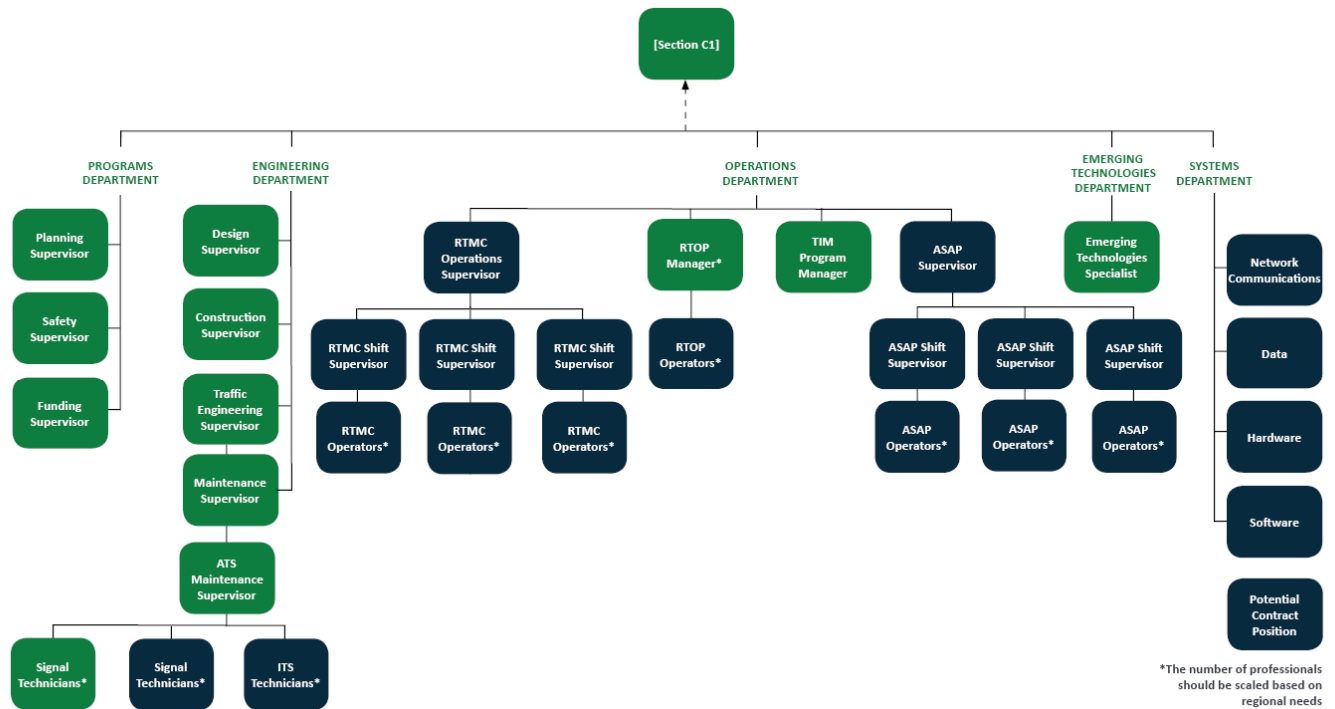 [Section C1]
PROGRAMS
DEPARTMENT
ENGINEERING
DEPARTMENT
OPERATIONS
DEPARTMENT
EMERGING
TECHNOLOGIES
DEPARTMENT
SYSTEMS
DEPARTMENT
Planning
Supervisor
Safety
Supervisor
Funding
Supervisor
Design
Supervisor
Construction
Supervisor
Traffic
Engineering
Supervisor
Maintenance
Supervisor
ATS
Maintenance
Supervisor
Signal
Technicians*
Signal
Technicians*
ITS
Technicians*
RTMC
Operations
Supervisor
RTMC Shift
Supervisor
RTMC Shift
Supervisor
RTMC Shift
Supervisor
RTMC
Operators*
RTMC
Operators*
RTMC
Operators*
RTOP
Manager*
RTOP
Operators*
TIM
Program
Manager
ASAP
Supervisor
ASAP Shift
Supervisor
ASAP Shift
Supervisor
ASAP Shift
Supervisor
ASAP
Operators*
ASAP
Operators*
ASAP
Operators*
Emerging
Technologies
Specialist
Network
Communications
Data
Hardware
Software
Potential
Contract
Position
*The number of professionals
should be scaled based on
regional needs